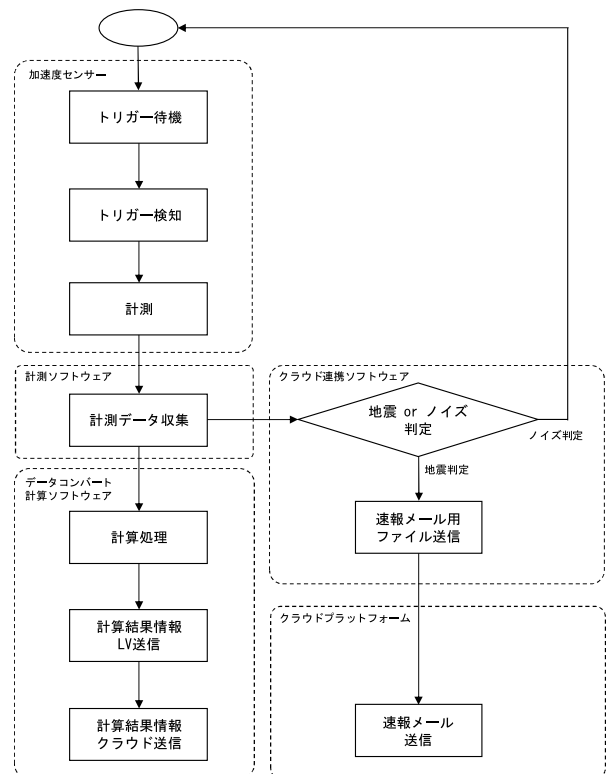 加速度センサー
トリガー待機
トリガー検知
計測
計測ソフトウェア
計測データ収集
クラウド連携ソフトウェア
地震 or ノイズ
判定
ノイズ判定
地震判定
速報メール用
ファイル送信
データコンバート
計算ソフトウェア
計算処理
計算結果情報
LV送信
計算結果情報
クラウド送信
クラウドプラットフォーム
速報メール
送信